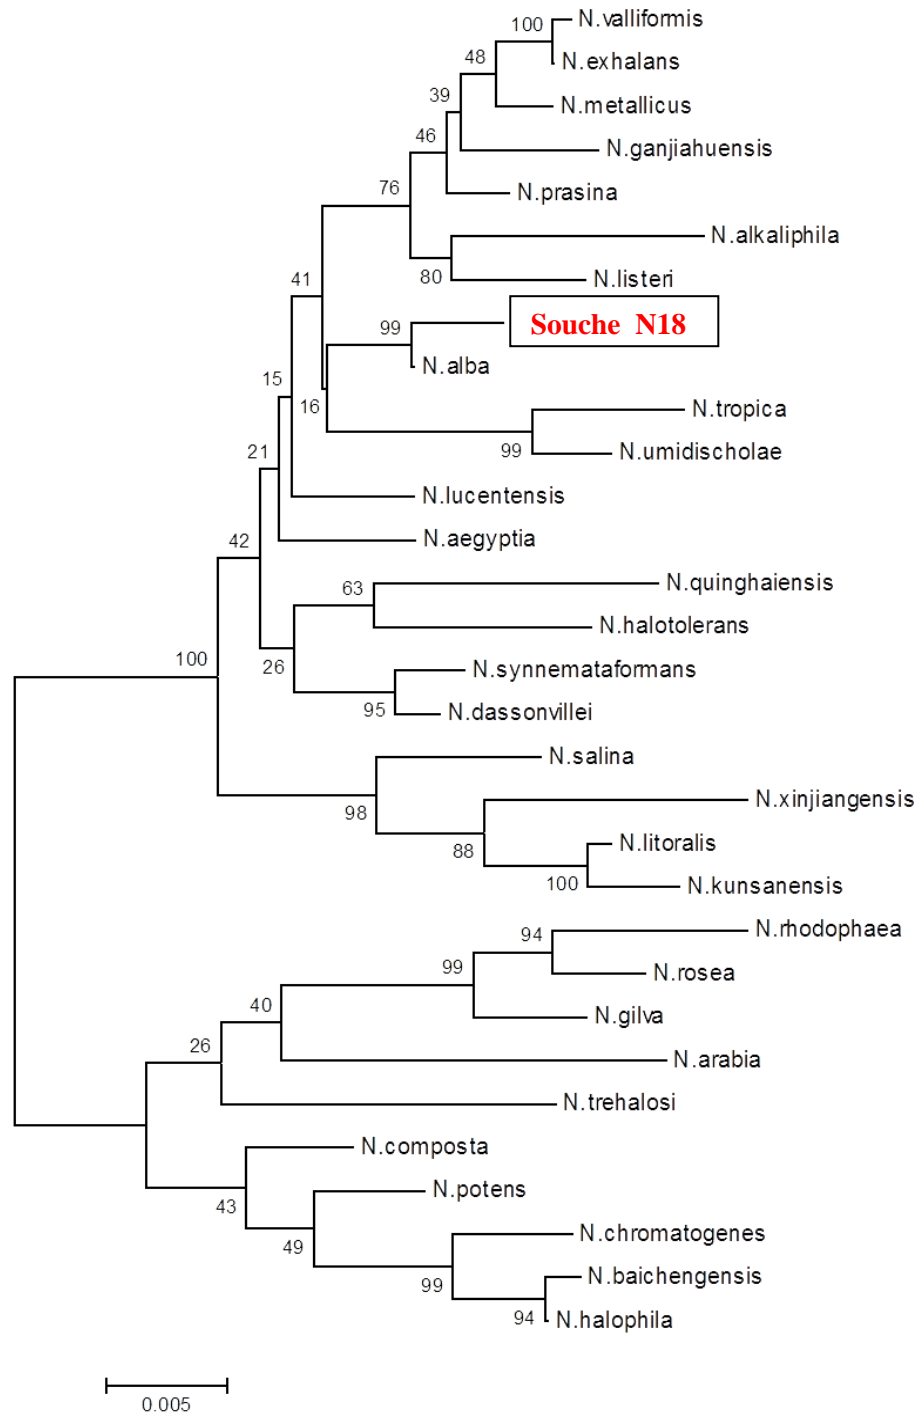 N.valliformis
100
N.exhalans
48
N.metallicus
39
N.ganjiahuensis
46
N.prasina
76
N.alkaliphila
80
N.listeri
41
Souche N18
99
N.alba
15
16
N.tropica
99
N.umidischolae
21
N.lucentensis
42
N.aegyptia
63
N.quinghaiensis
N.halotolerans
100
26
N.synnemataformans
95
N.dassonvillei
N.salina
98
N.xinjiangensis
88
N.litoralis
100
N.kunsanensis
94
N.rhodophaea
99
N.rosea
40
N.gilva
26
N.arabia
N.trehalosi
N.composta
43
N.potens
49
N.chromatogenes
99
N.baichengensis
94
N.halophila
0.005